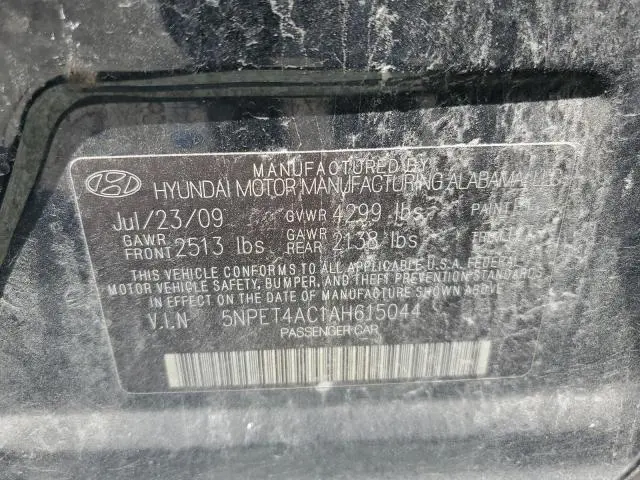 MANUFACTURED BY
HYUNDAI MOTOR MANUFACTURING ALABAMA, LLC
Jul/23/09 GVWR 4299 lbs PAINT
GAWR FRONT 2513 lbs GAWR REAR 2138 lbs
THIS VEHICLE CONFORMS TO ALL APPLICABLE U.S.A. FEDERAL
MOTOR VEHICLE SAFETY, BUMPER, AND THEFT PREVENTION STANDARDS
IN EFFECT ON THE DATE OF MANUFACTURE SHOWN ABOVE.
V.I.N 5NPET4AC1AH615044
PASSENGER CAR